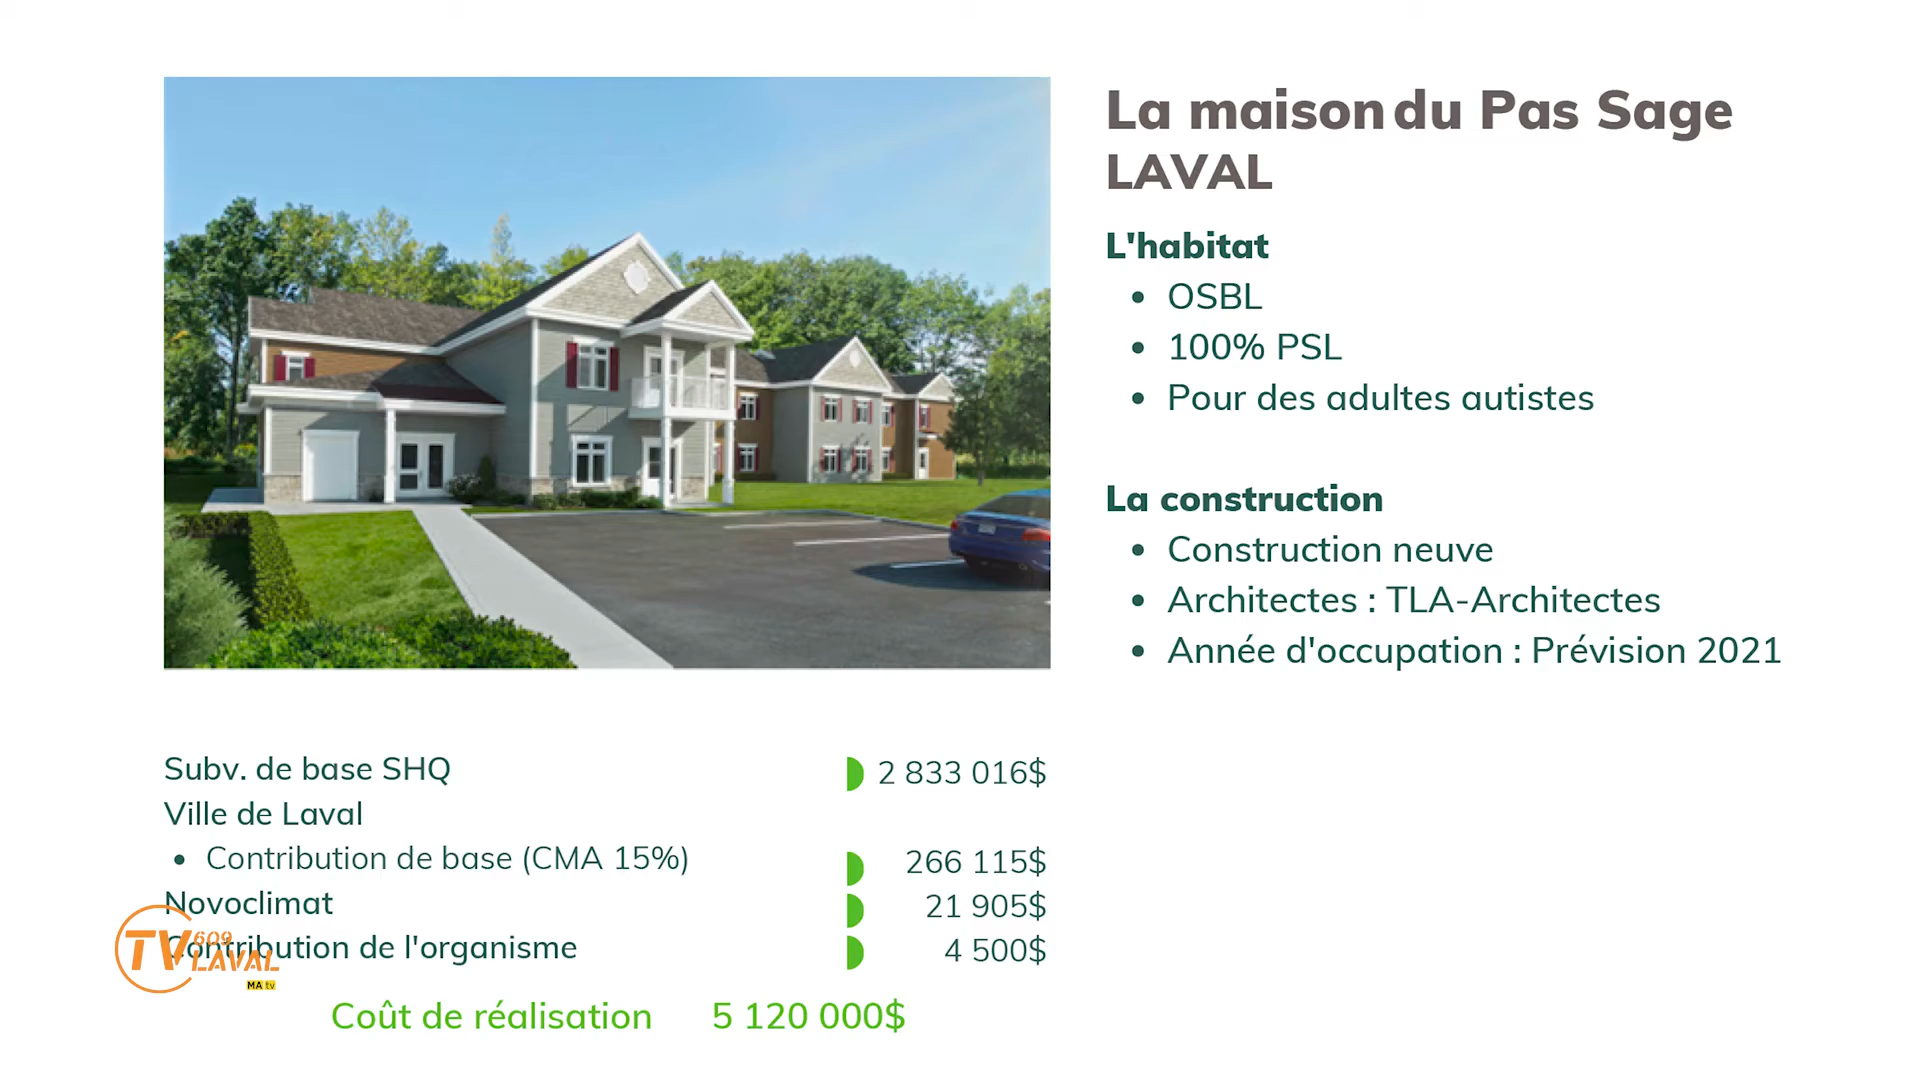 La maison du Pas Sage
LAVAL
L'habitat
• OSBL
• 100% PSL
• Pour des adultes autistes
La construction
• Construction neuve
• Architectes : TLA-Architectes
• Année d'occupation : Prévision 2021
Subv. de base SHQ 2 833 016$
Ville de Laval
• Contribution de base (CMA 15%) 266 115$
Novoclimat 21 905$
Contribution de l'organisme 4 500$
Coût de réalisation 5 120 000$
TV 609
LAVAL
MAtv